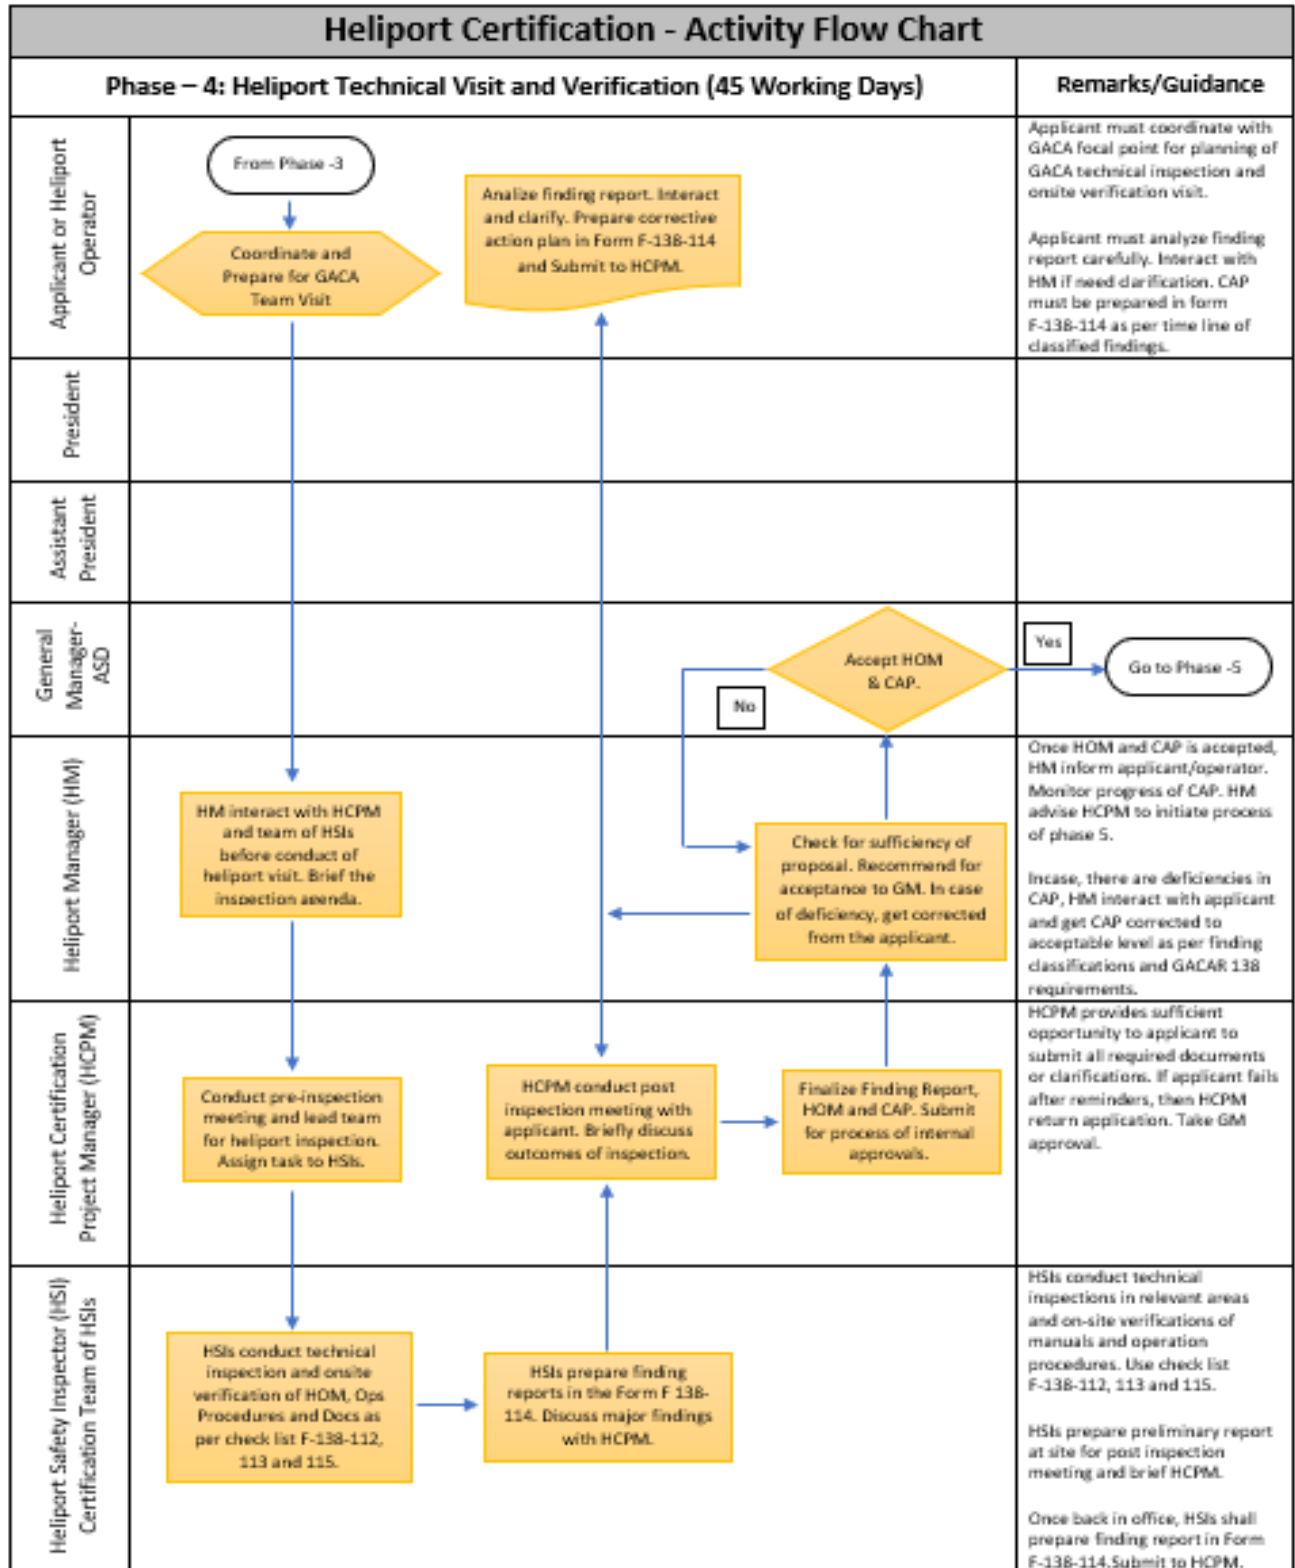 Heliport Certification - Activity Flow Chart
Phase – 4: Heliport Technical Visit and Verification (45 Working Days)
Remarks/Guidance
Applicant or Heliport
Operator
From Phase -3
Coordinate and
Prepare for GACA
Team Visit
Analize finding report. Interact
and clarify. Prepare corrective
action plan in Form F-138-114
and Submit to HCPM.
Applicant must coordinate with
GACA focal point for planning of
GACA technical inspection and
onsite verification visit.
Applicant must analyze finding
report carefully. Interact with
HM if need clarification. CAP
must be prepared in form
F-138-114 as per time line of
classified findings.
President
Assistant
President
General
Manager-
ASD
Accept HOM
& CAP.
Yes
No
Go to Phase -5
Heliport Manager (HM)
HM interact with HCPM
and team of HSIs
before conduct of
heliport visit. Brief the
inspection agenda.
Check for sufficiency of
proposal. Recommend for
acceptance to GM. In case
of deficiency, get corrected
from the applicant.
Once HOM and CAP is accepted,
HM inform applicant/operator.
Monitor progress of CAP. HM
advise HCPM to initiate process
of phase 5.
Incase, there are deficiencies in
CAP, HM interact with applicant
and get CAP corrected to
acceptable level as per finding
classifications and GACAR 138
requirements.
Heliport Certification
Project Manager (HCPM)
Conduct pre-inspection
meeting and lead team
for heliport inspection.
Assign task to HSIs.
HCPM conduct post
inspection meeting with
applicant. Briefly discuss
outcomes of inspection.
Finalize Finding Report,
HOM and CAP. Submit
for process of internal
approvals.
HCPM provides sufficient
opportunity to applicant to
submit all required documents
or clarifications. If applicant fails
after reminders, then HCPM
return application. Take GM
approval.
Heliport Safety Inspector (HSI)
Certification Team of HSIs
HSIs conduct technical
inspection and onsite
verification of HOM, Ops
Procedures and Docs as
per check list F-138-112,
113 and 115.
HSIs prepare finding
reports in the Form F 138-
114. Discuss major findings
with HCPM.
HSIs conduct technical
inspections in relevant areas
and on-site verifications of
manuals and operation
procedures. Use check list
F-138-112, 113 and 115.
HSIs prepare preliminary report
at site for post inspection
meeting and brief HCPM.
Once back in office, HSIs shall
prepare finding report in Form
F-138-114.Submit to HCPM.